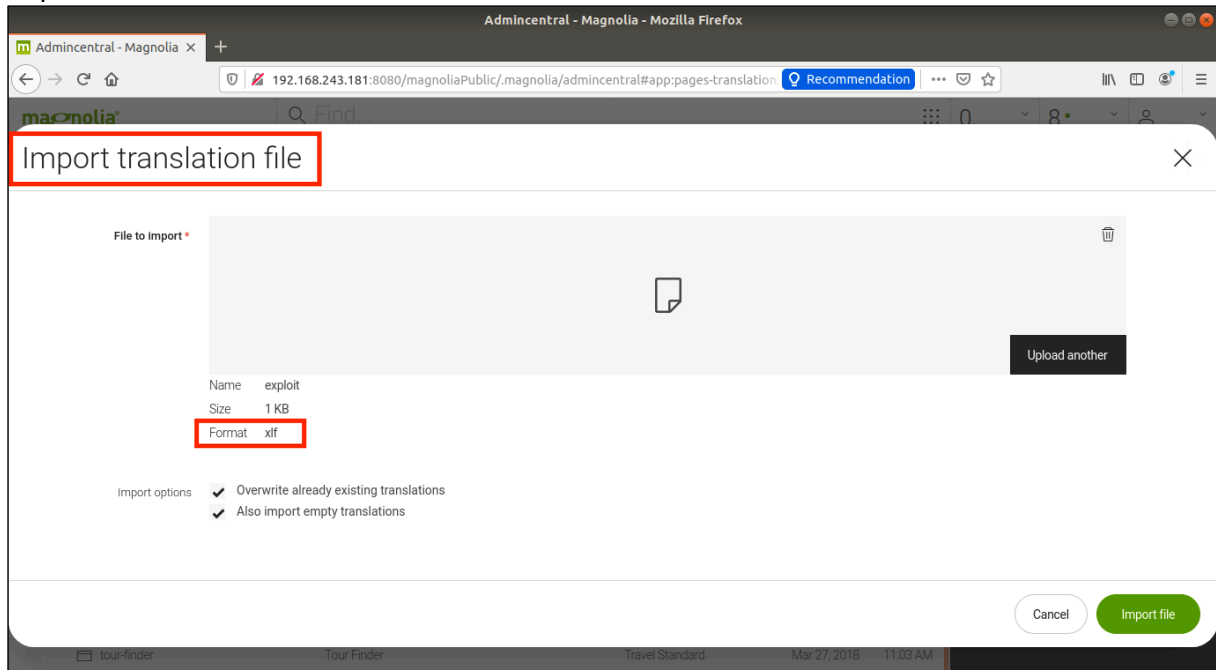 Admincentral - Magnolia - Mozilla Firefox
Admincentral - Magnolia
192.168.243.181:8080/magnoliaPublic/.magnolia/admincentral#app:pages-translation Recommendation
magnolia Find... 0 8
Import translation file
File to import *
Upload another
Name exploit
Size 1 KB
Format xlf
Import options Overwrite already existing translations
Also import empty translations
Cancel Import file
tour-finder Tour Finder Travel Standard Mar 27, 2018 11:03 AM